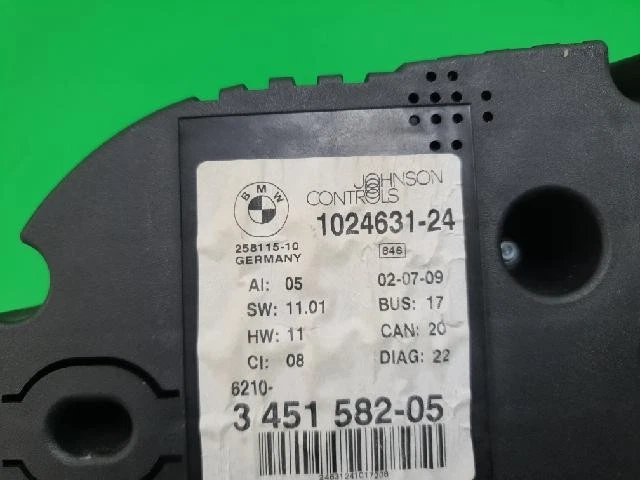 BMW
JOHNSON
CONTROLS
1024631-24
258115-10
GERMANY
846
AI: 05 02-07-09
SW: 11.01 BUS: 17
HW: 11 CAN: 20
CI: 08 DIAG: 22
6210-
3 451 582-05